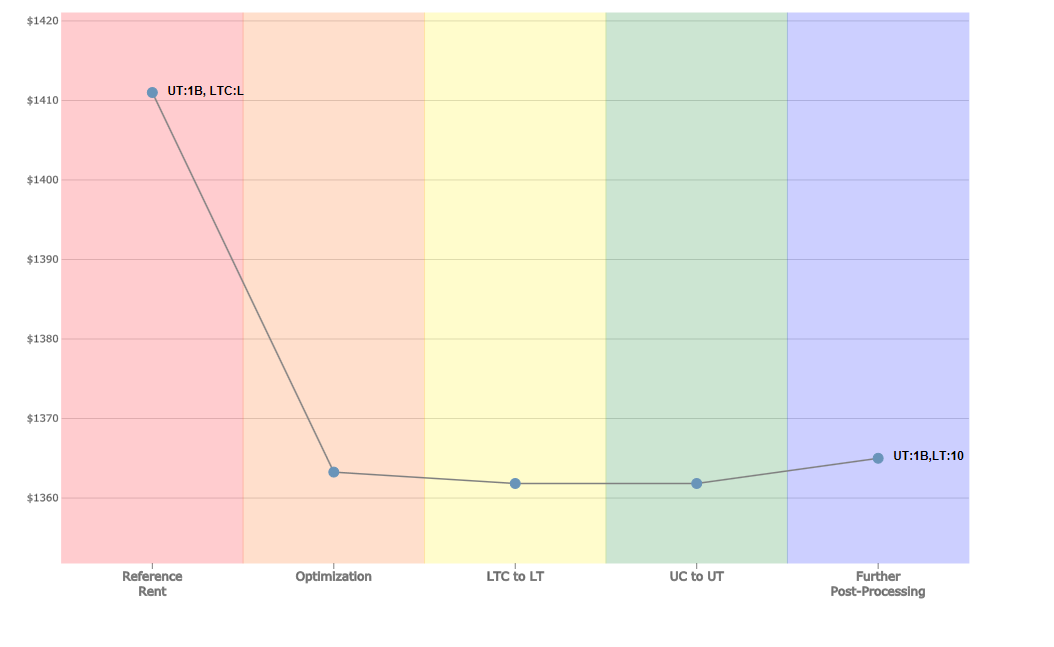 $1420
UT:1B, LTC:L
$1410
$1400
$1390
$1380
$1370
UT:1B,LT:10
$1360
Reference
Rent
Optimization
LTC to LT
UC to UT
Further
Post-Processing